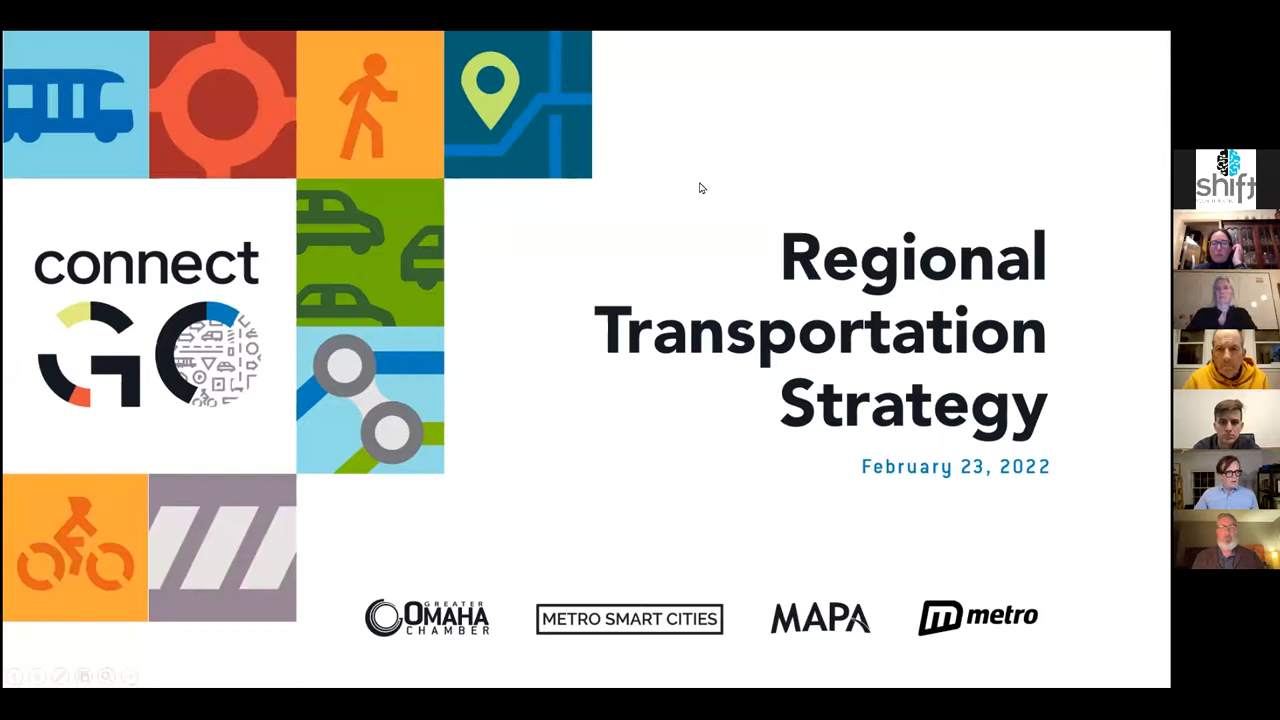 connect
GO
Regional
Transportation
Strategy
February 23, 2022
GREATER
OMAHA
CHAMBER
METRO SMART CITIES
MAPA
metro
shift